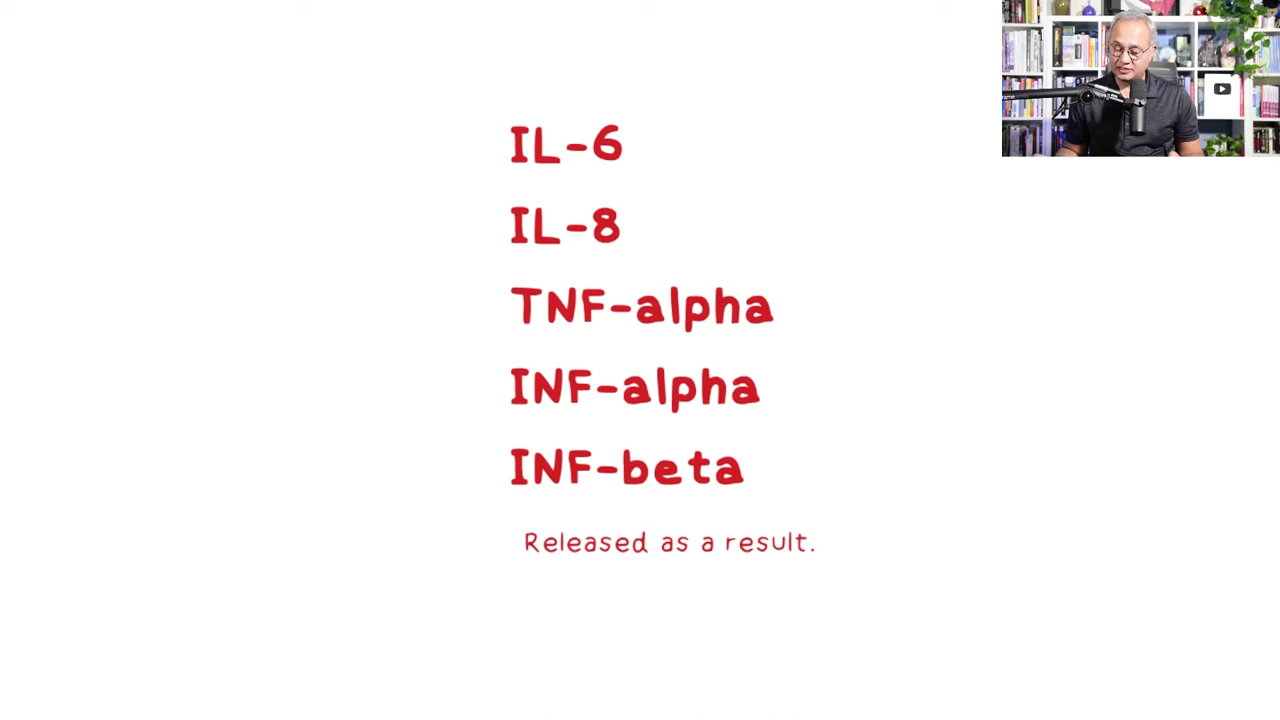 IL-6
IL-8
TNF-alpha
INF-alpha
INF-beta
Released as a result.